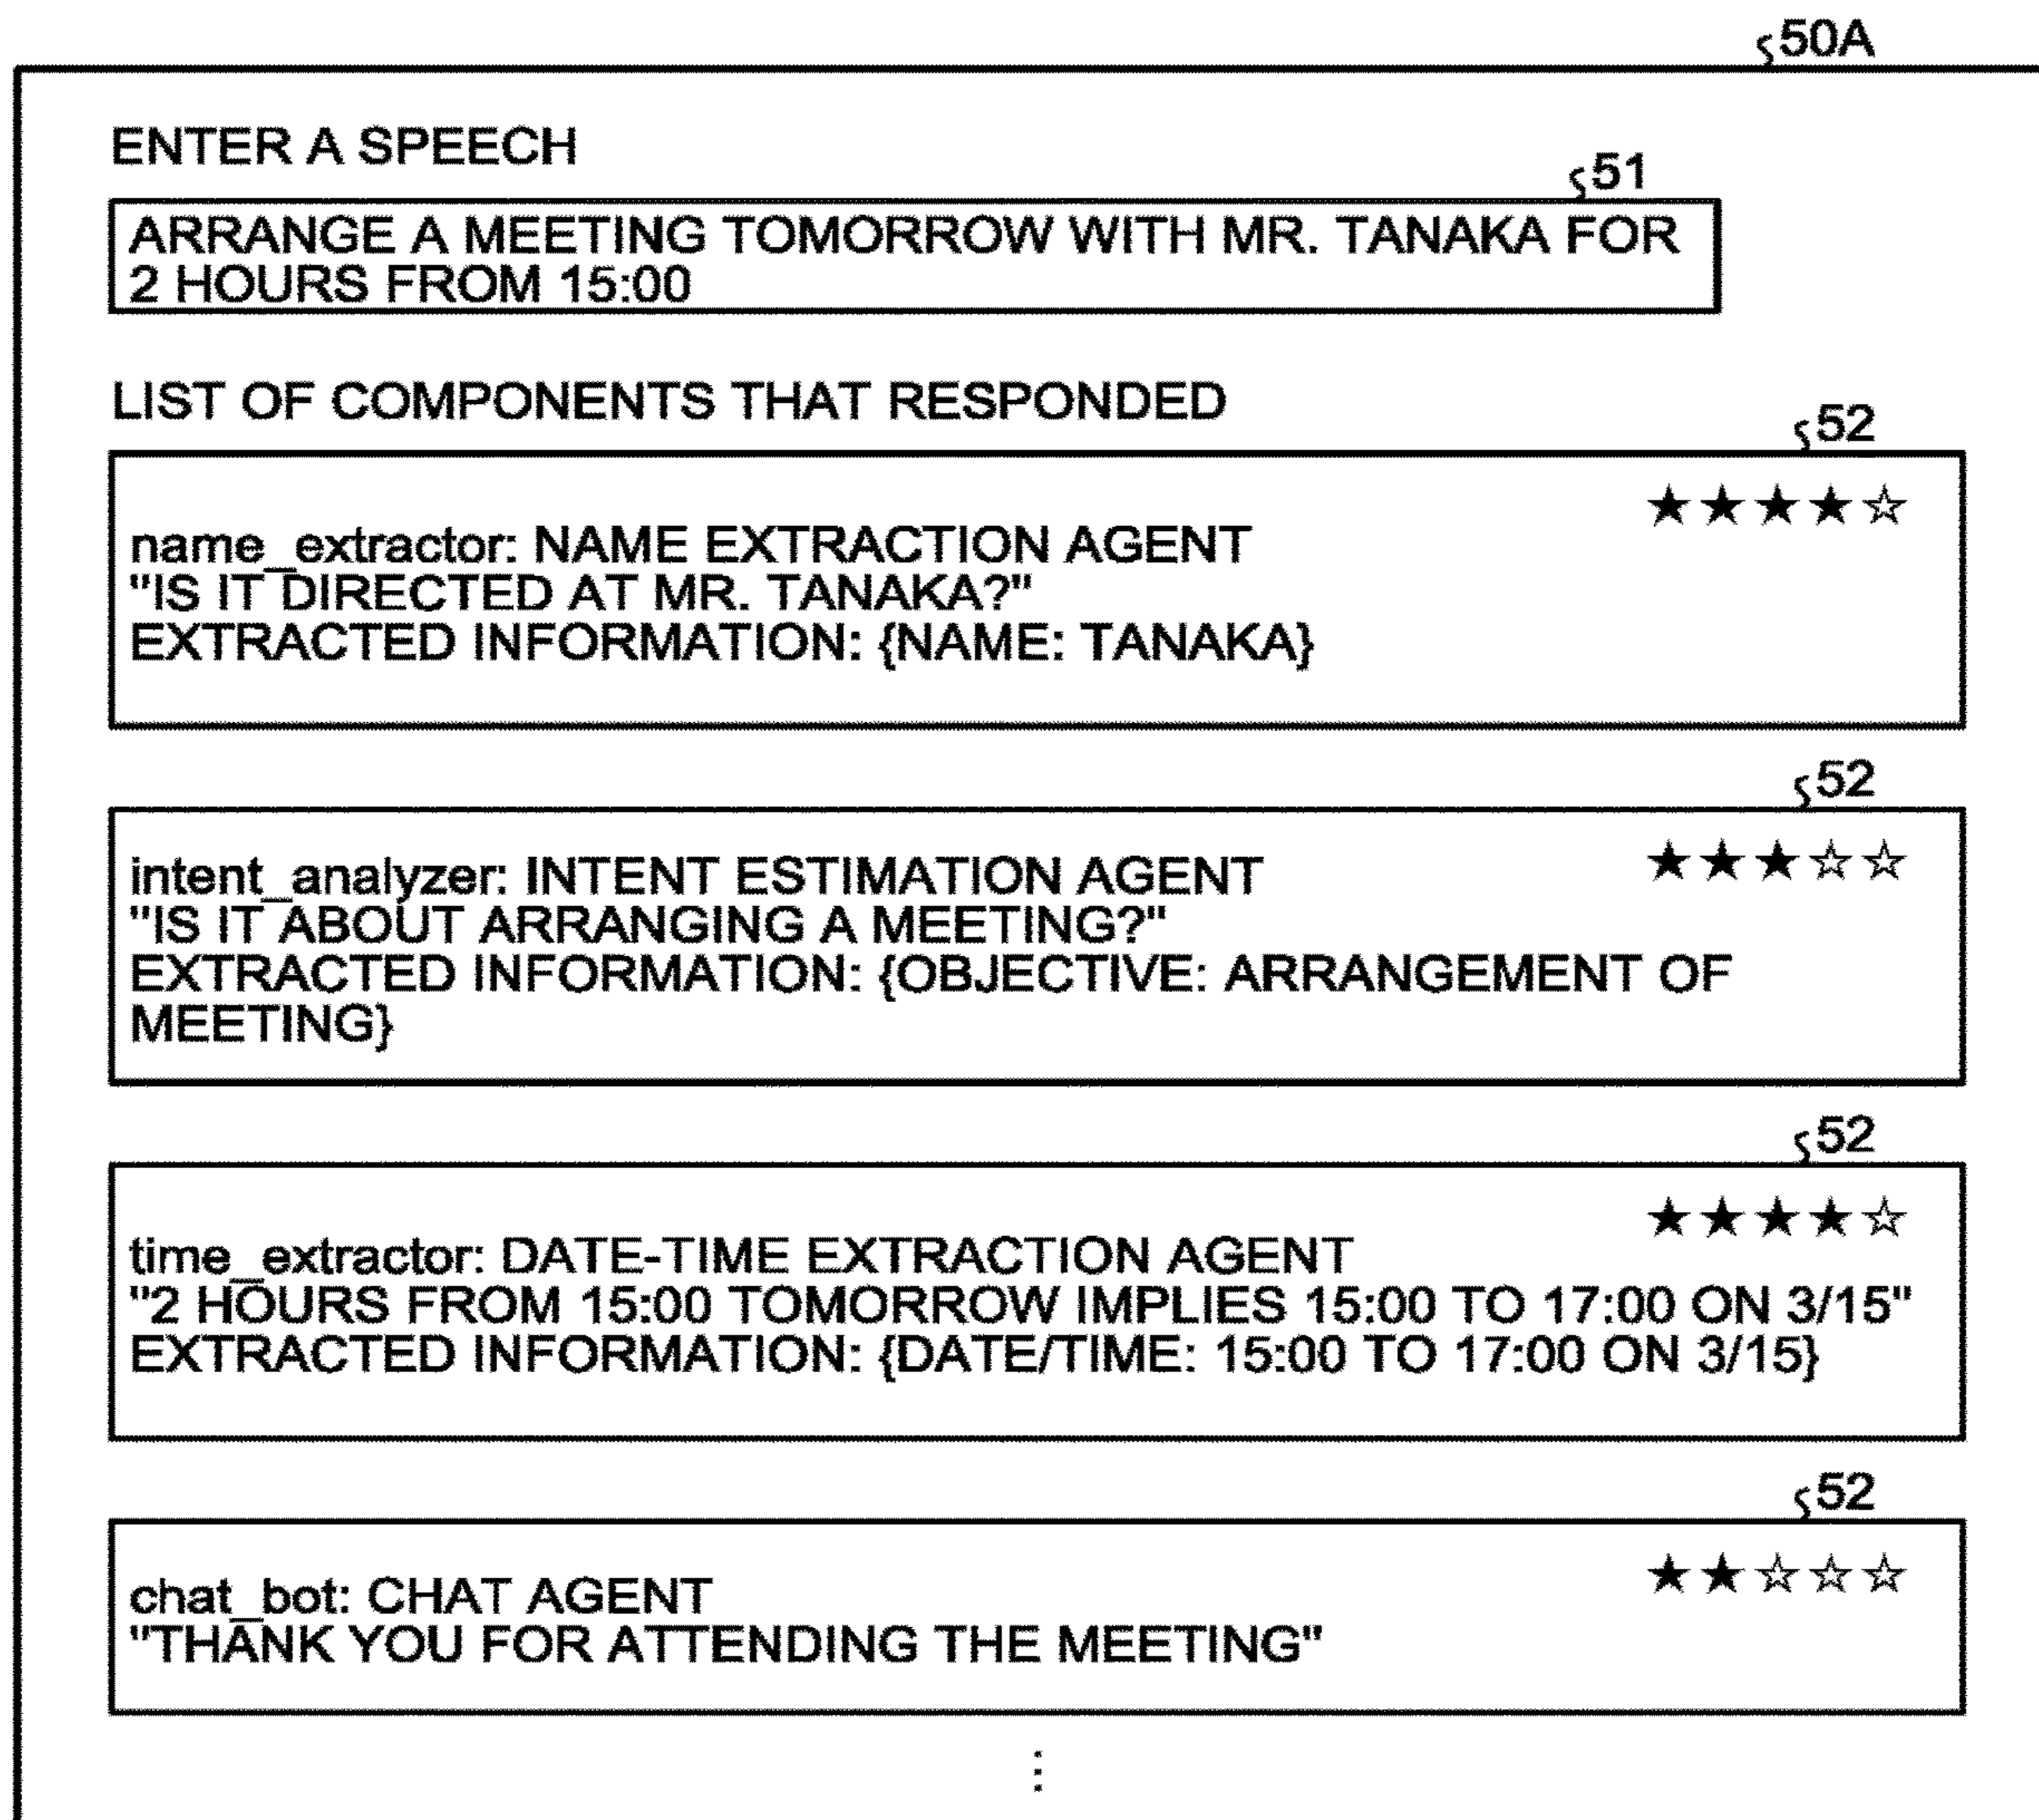 50A
ENTER A SPEECH
51
ARRANGE A MEETING TOMORROW WITH MR. TANAKA FOR
2 HOURS FROM 15:00
LIST OF COMPONENTS THAT RESPONDED
52
★★★★☆
name_extractor: NAME EXTRACTION AGENT
"IS IT DIRECTED AT MR. TANAKA?"
EXTRACTED INFORMATION: {NAME: TANAKA}
52
★★★☆☆
intent_analyzer: INTENT ESTIMATION AGENT
"IS IT ABOUT ARRANGING A MEETING?"
EXTRACTED INFORMATION: {OBJECTIVE: ARRANGEMENT OF
MEETING}
52
★★★★☆
time_extractor: DATE-TIME EXTRACTION AGENT
"2 HOURS FROM 15:00 TOMORROW IMPLIES 15:00 TO 17:00 ON 3/15"
EXTRACTED INFORMATION: {DATE/TIME: 15:00 TO 17:00 ON 3/15}
52
★★☆☆☆
chat_bot: CHAT AGENT
"THANK YOU FOR ATTENDING THE MEETING"
⋮